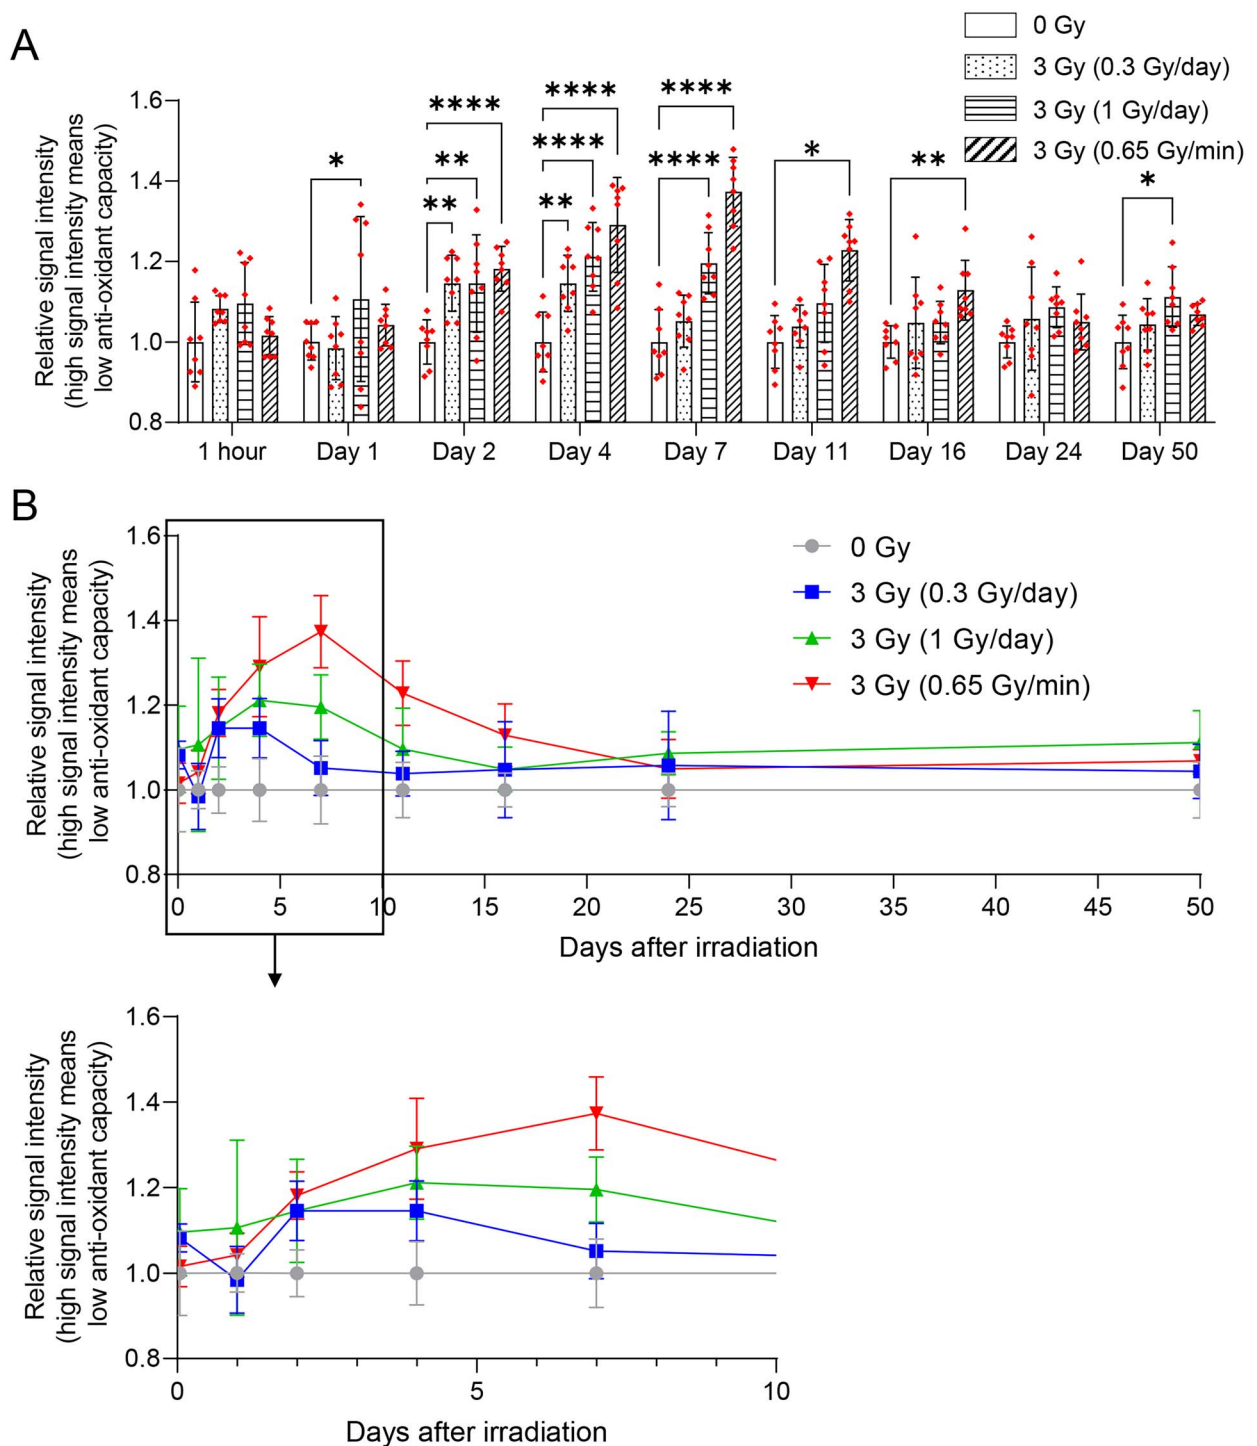 A
0 Gy
3 Gy (0.3 Gy/day)
3 Gy (1 Gy/day)
3 Gy (0.65 Gy/min)
Relative signal intensity
(high signal intensity means
low anti-oxidant capacity)
1.6
1.4
1.2
1.0
0.8
*
**
**
****
**
****
****
****
****
*
**
*
1 hour
Day 1
Day 2
Day 4
Day 7
Day 11
Day 16
Day 24
Day 50
B
Relative signal intensity
(high signal intensity means
low anti-oxidant capacity)
1.6
1.4
1.2
1.0
0.8
0 Gy
3 Gy (0.3 Gy/day)
3 Gy (1 Gy/day)
3 Gy (0.65 Gy/min)
0 5 10 15 20 25 30 35 40 45 50
Days after irradiation
Relative signal intensity
(high signal intensity means
low anti-oxidant capacity)
1.6
1.4
1.2
1.0
0.8
0 5 10
Days after irradiation